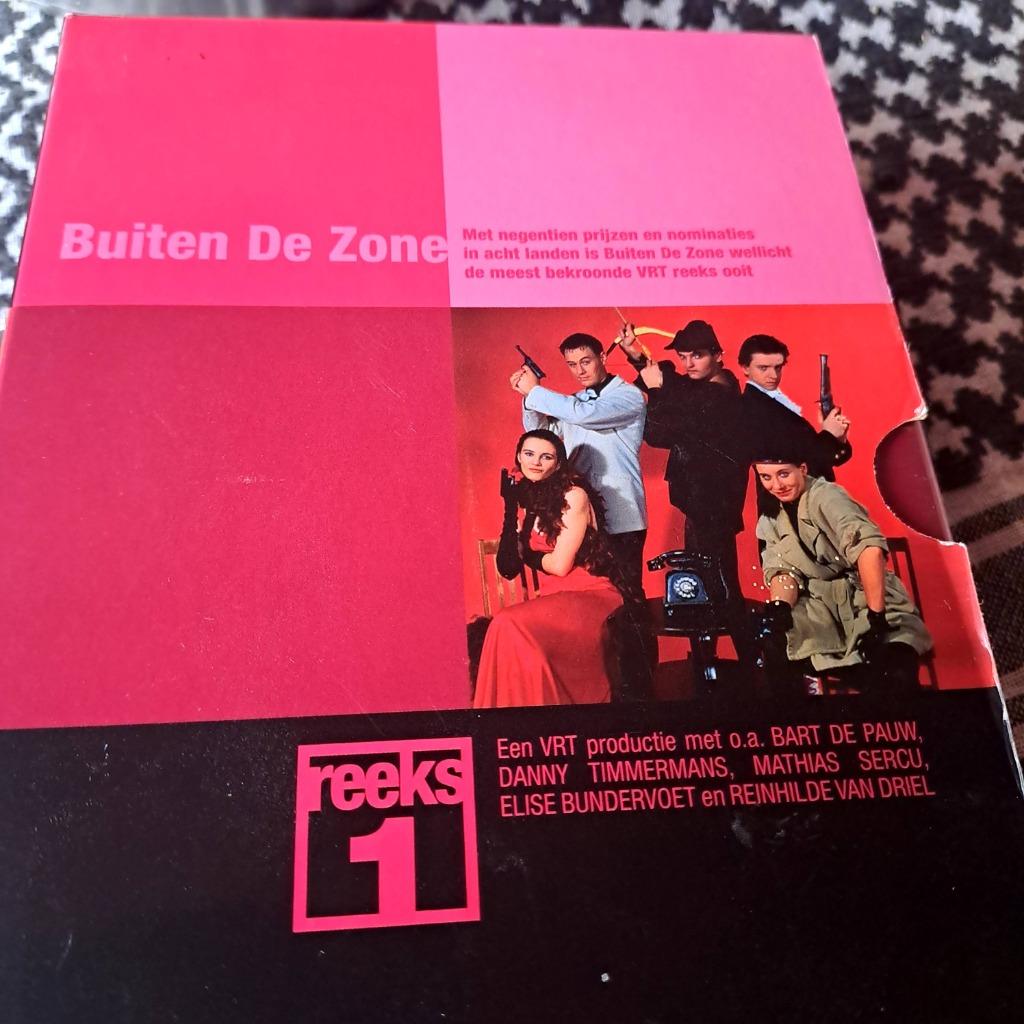 Buiten De Zone
Met negentien prijzen en nominaties
in acht landen is Buiten De Zone wellicht
de meest bekroonde VRT reeks ooit
reeks
1
Een VRT productie met o.a. BART DE PAUW,
DANNY TIMMERMANS, MATHIAS SERCU,
ELISE BUNDERVOET en REINHILDE VAN DRIEL